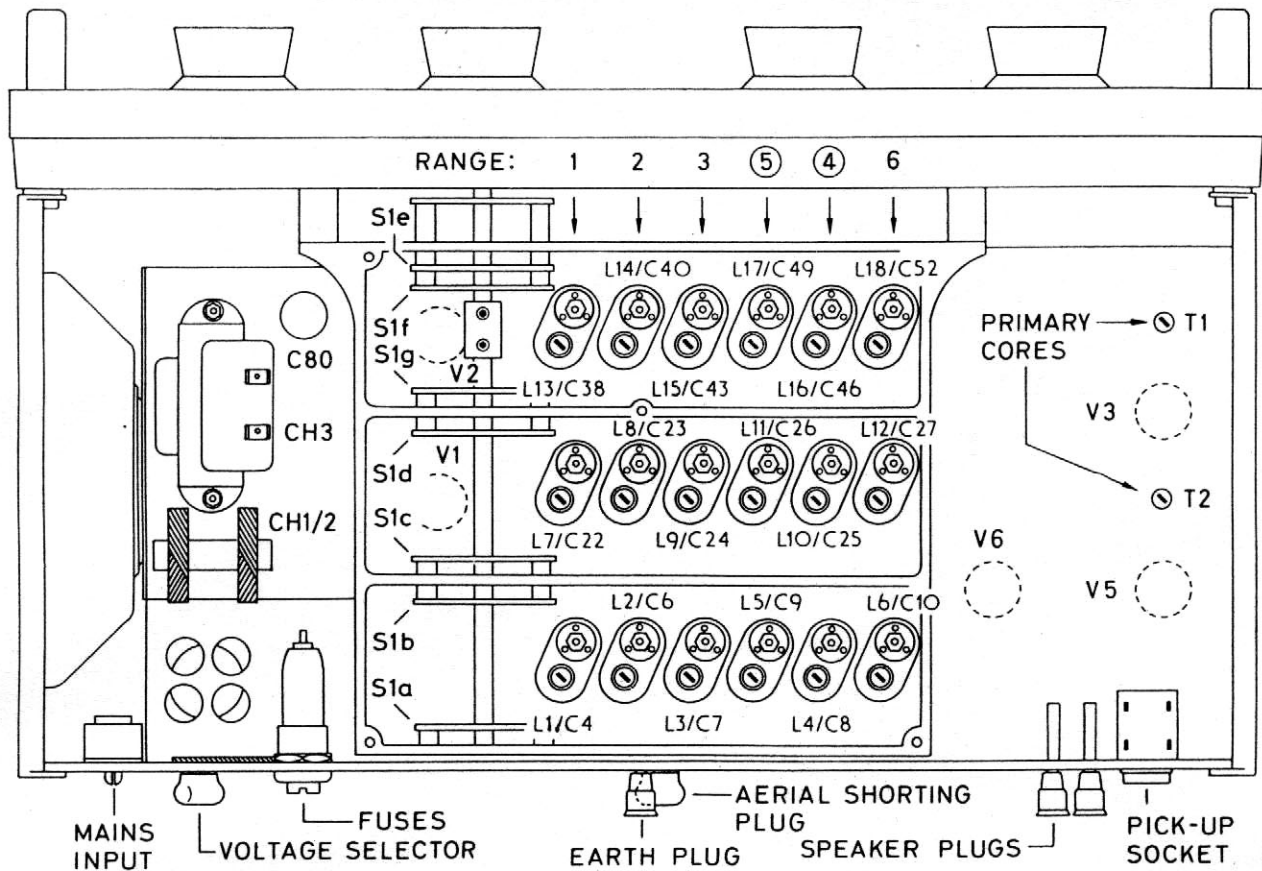 RANGE: 1 2 3 ⑤ ④ 6
S1e
L14/C40 L17/C49 L18/C52
S1f
S1g
V2
C80
L13/C38 L15/C43 L16/C46
PRIMARY
CORES
T1
V3
CH3
V1
L8/C23 L11/C26 L12/C27
S1d
S1c
T2
CH1/2
L7/C22 L9/C24 L10/C25
V6
V5
L2/C6 L5/C9 L6/C10
S1b
S1a
L1/C4 L3/C7 L4/C8
MAINS
INPUT
VOLTAGE SELECTOR
FUSES
EARTH PLUG
AERIAL SHORTING
PLUG
SPEAKER PLUGS
PICK-UP
SOCKET